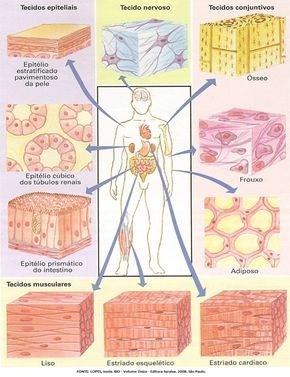 Tecidos epiteliais
Tecido nervoso
Tecidos conjuntivos
Epitélio
estratificado
pavimentoso
da pele
Ósseo
Epitélio cúbico
dos túbulos renais
Frouxo
Epitélio prismático
do intestino
Adiposo
Tecidos musculares
Liso
Estriado esquelético
Estriado cardíaco
FONTE: LOPES, Sonia. BIO - Volume Único - Editora Saraiva, 2008. São Paulo.